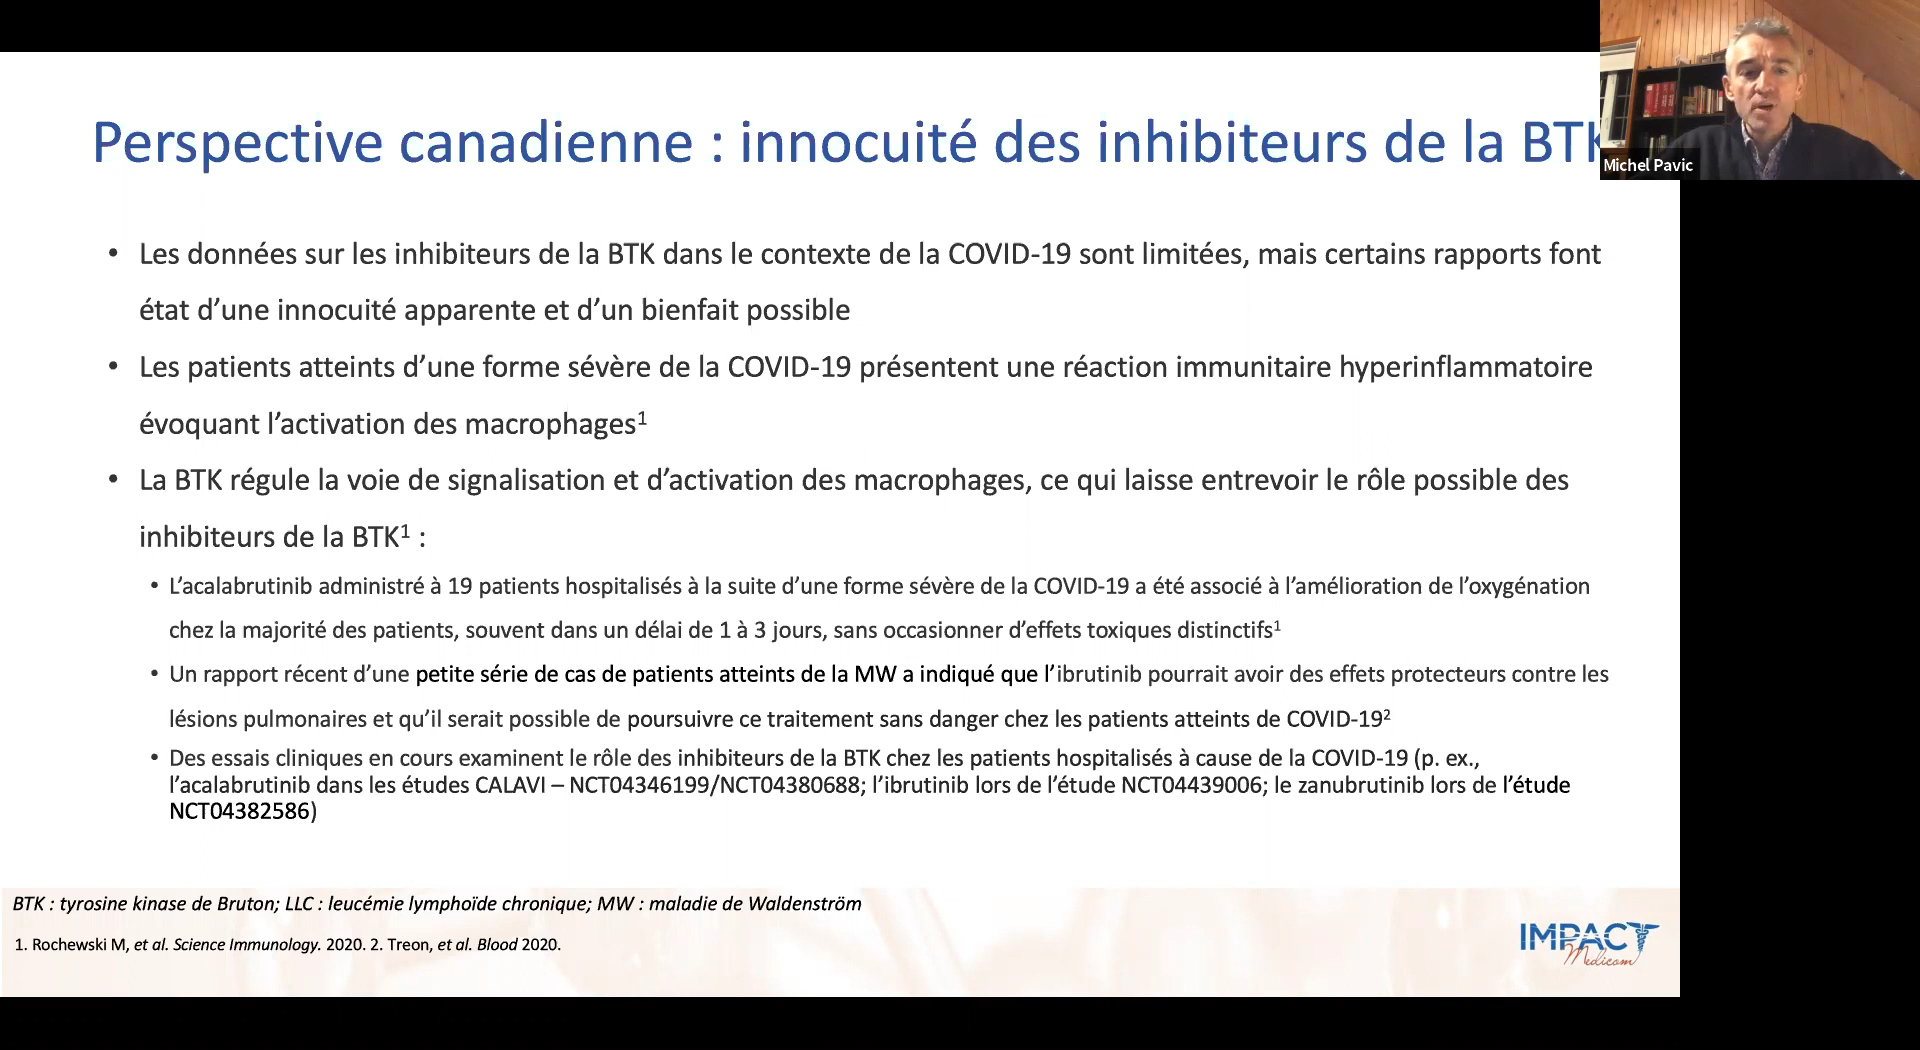 Perspective canadienne : innocuité des inhibiteurs de la BTK
Michel Pavic
• Les données sur les inhibiteurs de la BTK dans le contexte de la COVID-19 sont limitées, mais certains rapports font
état d’une innocuité apparente et d’un bienfait possible
• Les patients atteints d’une forme sévère de la COVID-19 présentent une réaction immunitaire hyperinflammatoire
évoquant l’activation des macrophages¹
• La BTK régule la voie de signalisation et d’activation des macrophages, ce qui laisse entrevoir le rôle possible des
inhibiteurs de la BTK¹ :
• L’acalabrutinib administré à 19 patients hospitalisés à la suite d’une forme sévère de la COVID-19 a été associé à l’amélioration de l’oxygénation
chez la majorité des patients, souvent dans un délai de 1 à 3 jours, sans occasionner d’effets toxiques distinctifs¹
• Un rapport récent d’une petite série de cas de patients atteints de la MW a indiqué que l’ibrutinib pourrait avoir des effets protecteurs contre les
lésions pulmonaires et qu’il serait possible de poursuivre ce traitement sans danger chez les patients atteints de COVID-19²
• Des essais cliniques en cours examinent le rôle des inhibiteurs de la BTK chez les patients hospitalisés à cause de la COVID-19 (p. ex.,
l’acalabrutinib dans les études CALAVI – NCT04346199/NCT04380688; l’ibrutinib lors de l’étude NCT04439006; le zanubrutinib lors de l’étude
NCT04382586)
BTK : tyrosine kinase de Bruton; LLC : leucémie lymphoïde chronique; MW : maladie de Waldenström
1. Rochewski M, et al. Science Immunology. 2020. 2. Treon, et al. Blood 2020.
IMPACT
Medicom